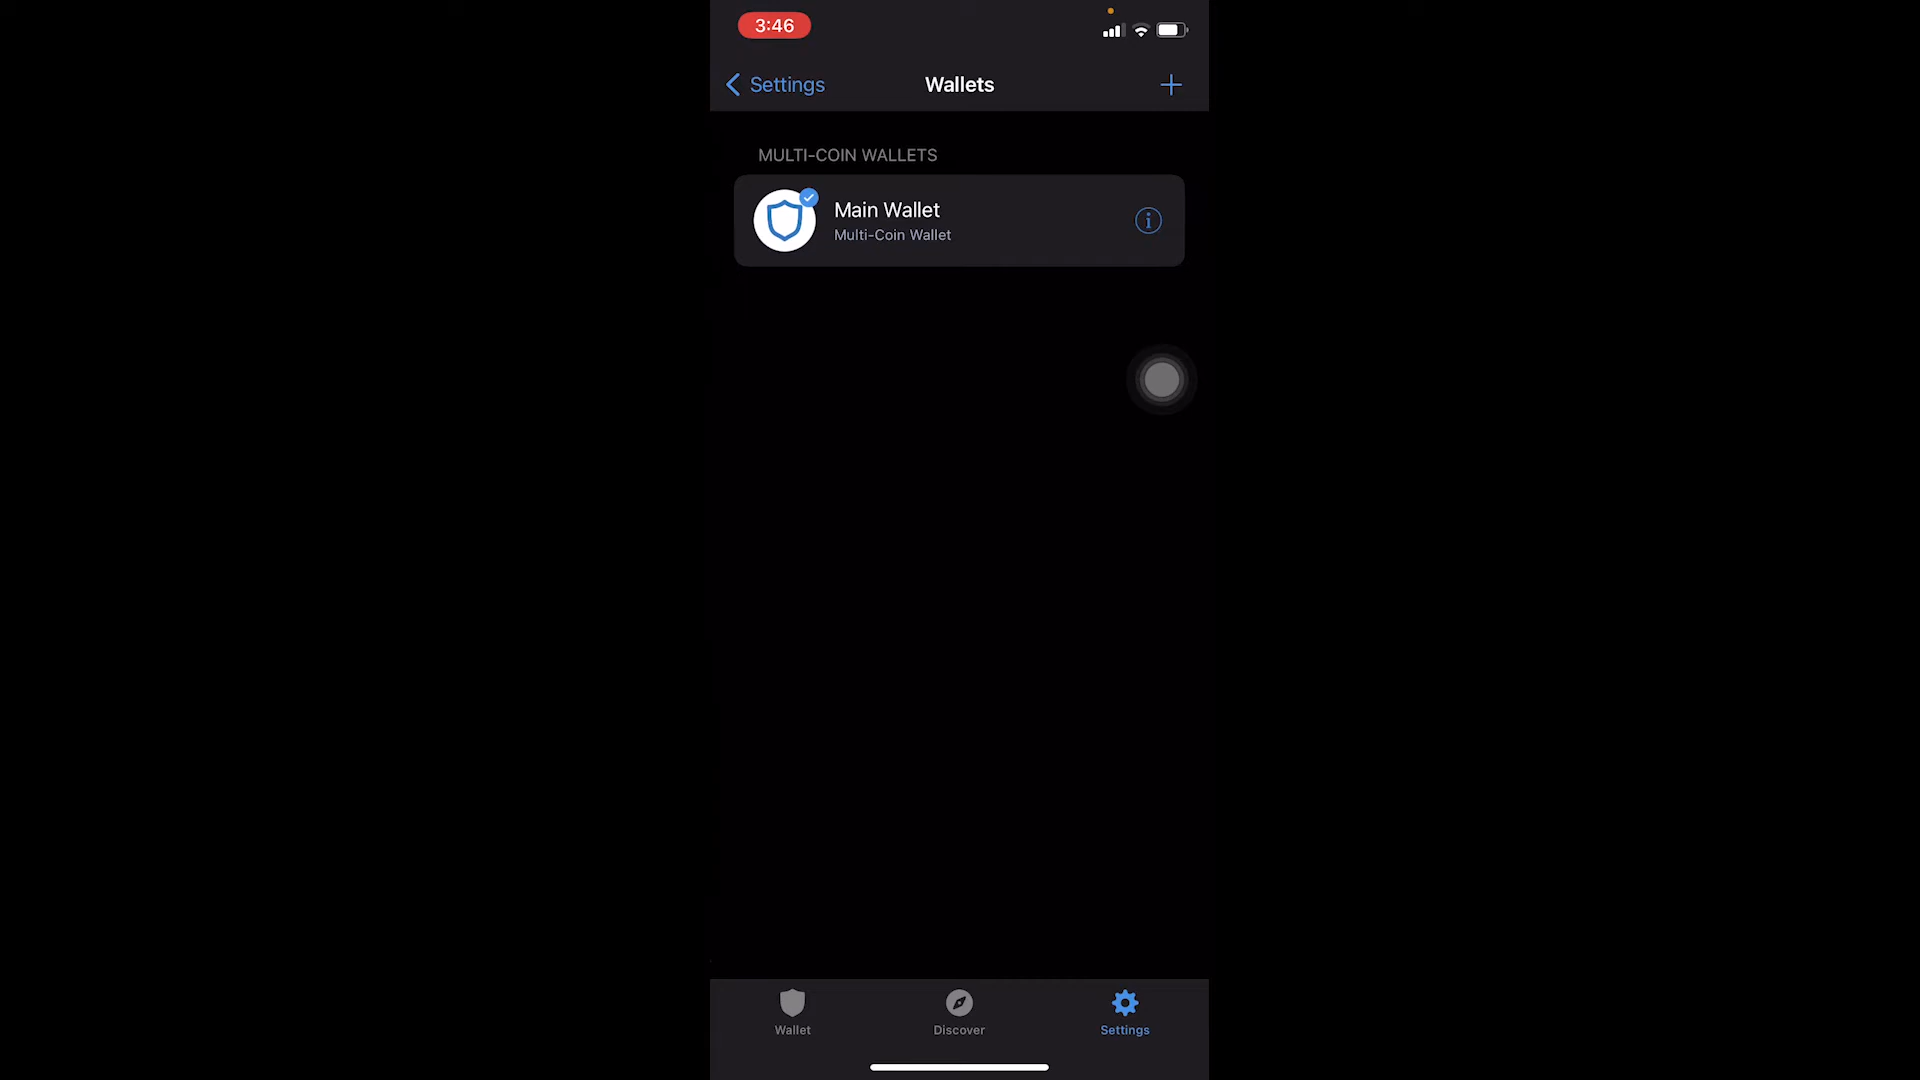 3:46
Settings
Wallets
MULTI-COIN WALLETS
Main Wallet
Multi-Coin Wallet
Wallet
Discover
Settings